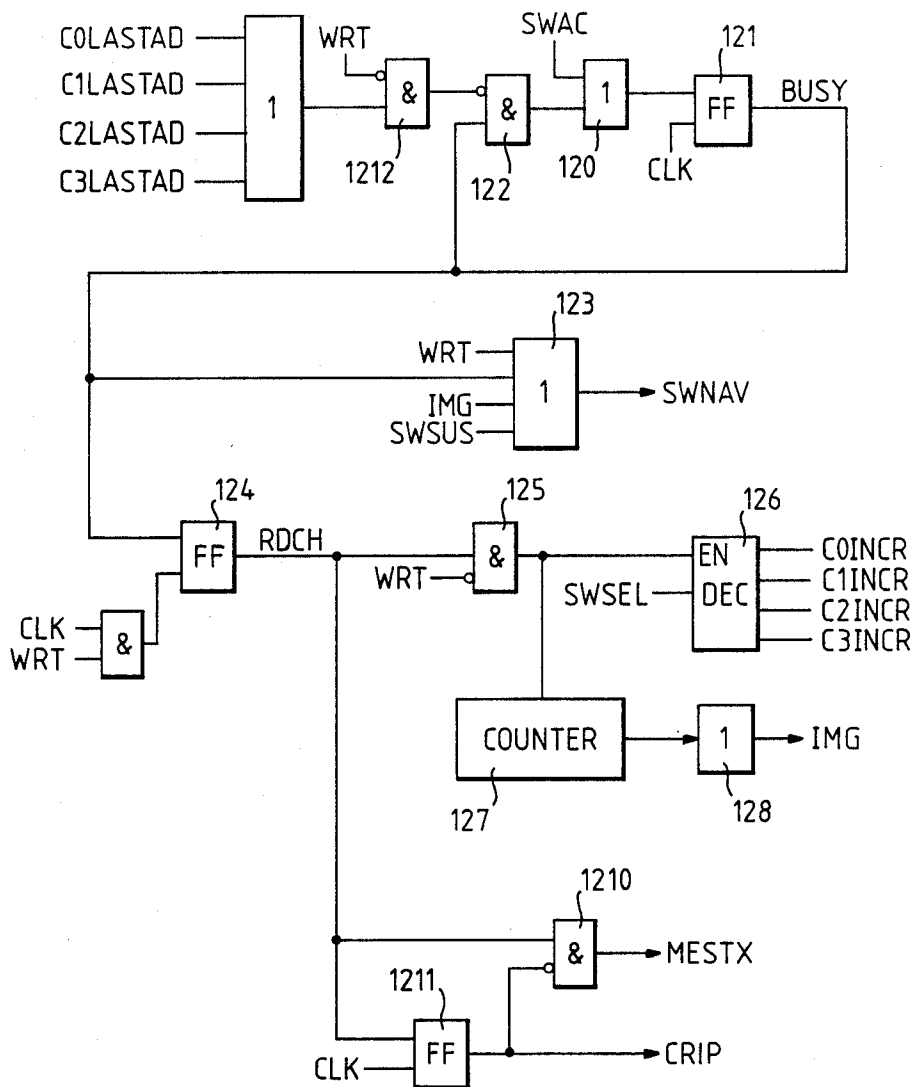 C0LASTAD
C1LASTAD
C2LASTAD
C3LASTAD
1
WRT
&
1212
&
122
SWAC
1
120
121
FF
CLK
BUSY
123
WRT
IMG
SWSUS
1
SWNAV
124
FF
RDCH
CLK
WRT
&
125
&
WRT
126
EN
DEC
SWSEL
C0INCR
C1INCR
C2INCR
C3INCR
COUNTER
127
1
128
IMG
1210
&
MESTX
1211
FF
CLK
CRIP